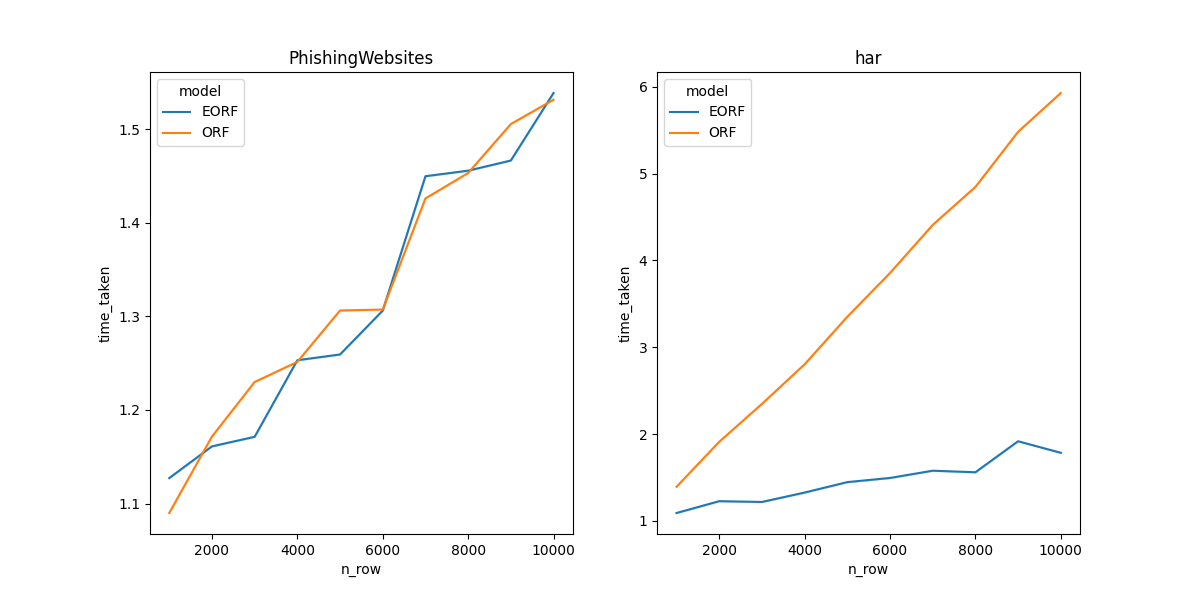 PhishingWebsites
model
EORF
ORF
1.5
1.4
1.3
1.2
1.1
time_taken
2000 4000 6000 8000 10000
n_row
har
model
EORF
ORF
6
5
4
3
2
1
time_taken
2000 4000 6000 8000 10000
n_row